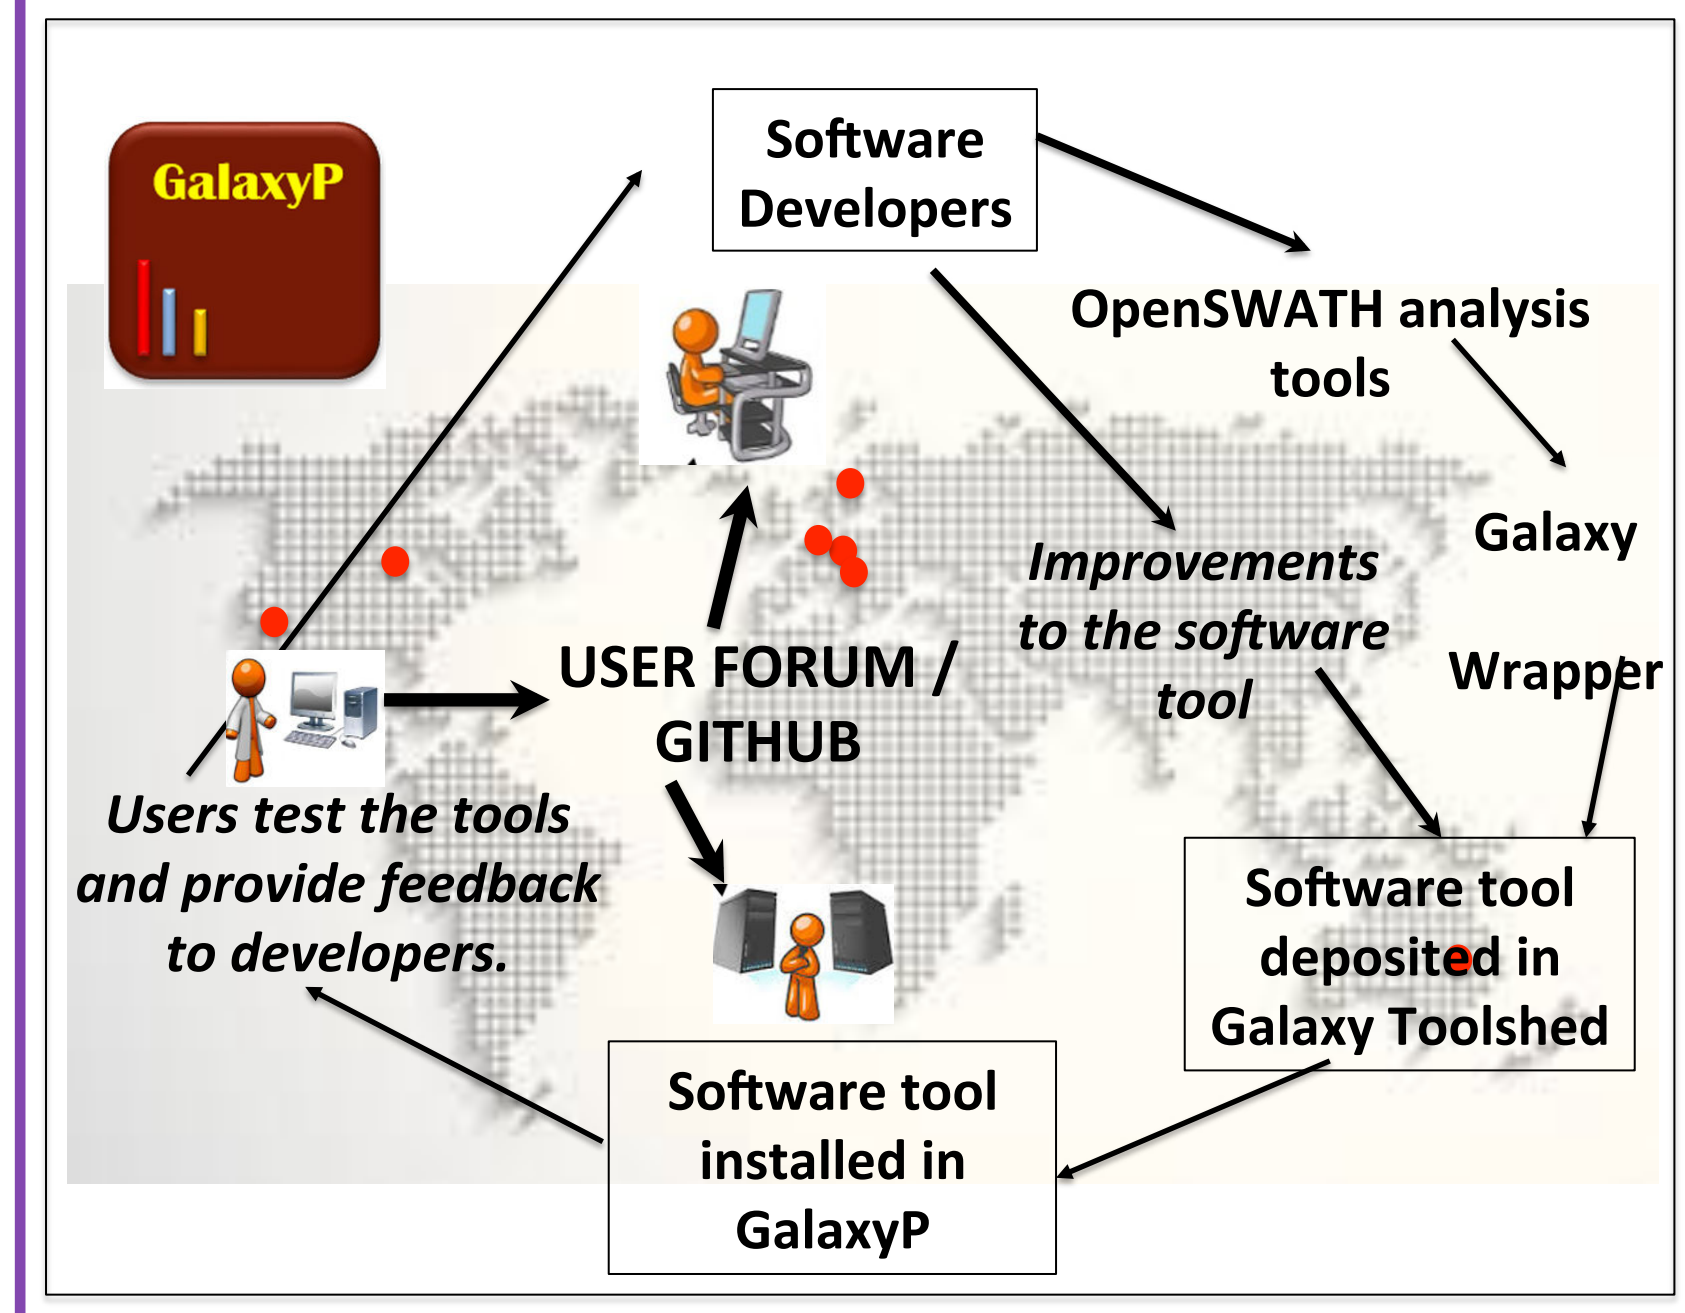 GalaxyP
Software
Developers
OpenSWATH analysis
tools
Galaxy
Wrapper
Improvements
to the software
tool
USER FORUM /
GITHUB
Users test the tools
and provide feedback
to developers.
Software tool
deposited in
Galaxy Toolshed
Software tool
installed in
GalaxyP